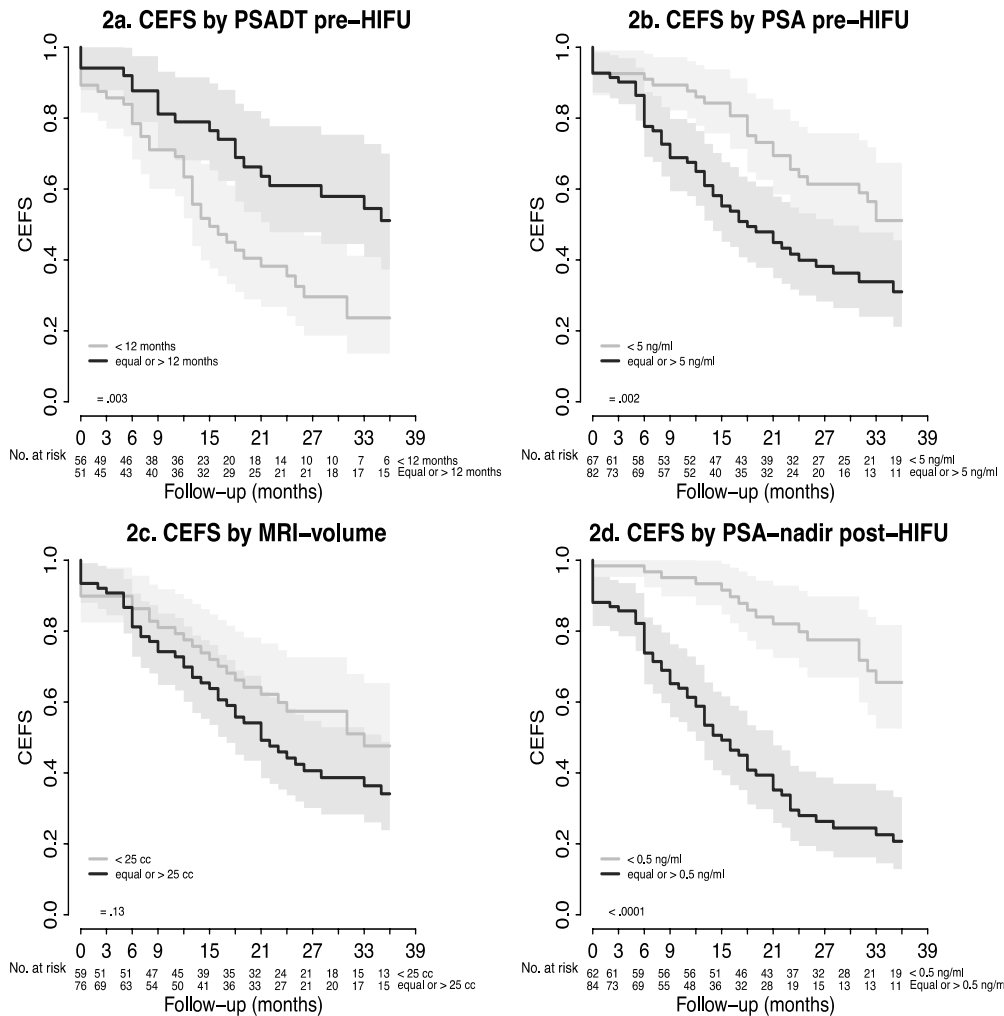 2a. CEFS by PSADT pre–HIFU
CEFS
1.0
0.8
0.6
0.4
0.2
0.0
< 12 months
equal or > 12 months
= .003
0 3 6 9 15 21 27 33 39
No. at risk
56 49 46 38 36 23 20 18 14 10 10 7 6 < 12 months
51 45 43 40 36 32 29 25 21 21 18 17 15 Equal or > 12 months
Follow–up (months)
2b. CEFS by PSA pre–HIFU
CEFS
1.0
0.8
0.6
0.4
0.2
0.0
< 5 ng/ml
equal or > 5 ng/ml
= .002
0 3 6 9 15 21 27 33 39
No. at risk
67 61 58 53 52 47 43 39 32 27 25 21 19 < 5 ng/ml
82 73 69 57 52 40 35 32 24 20 16 13 11 equal or > 5 ng/ml
Follow–up (months)
2c. CEFS by MRI–volume
CEFS
1.0
0.8
0.6
0.4
0.2
0.0
< 25 cc
equal or > 25 cc
= .13
0 3 6 9 15 21 27 33 39
No. at risk
59 51 51 47 45 39 35 32 24 21 18 15 13 < 25 cc
76 69 63 54 50 41 36 33 27 21 20 17 15 equal or > 25 cc
Follow–up (months)
2d. CEFS by PSA–nadir post–HIFU
CEFS
1.0
0.8
0.6
0.4
0.2
0.0
< 0.5 ng/ml
equal or > 0.5 ng/ml
< .0001
0 3 6 9 15 21 27 33 39
No. at risk
62 61 59 56 56 51 46 43 37 32 28 21 19 < 0.5 ng/ml
84 73 69 55 48 36 32 28 19 15 13 13 11 Equal or > 0.5 ng/m
Follow–up (months)